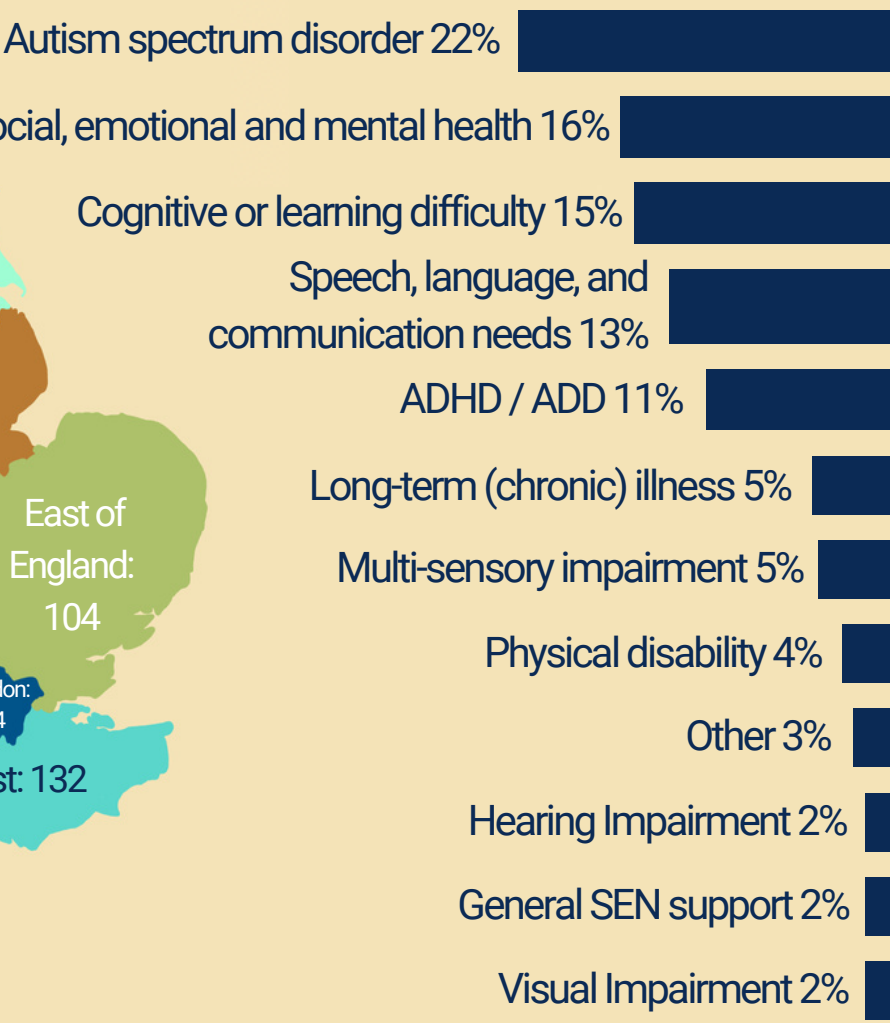 Autism spectrum disorder 22%
emotional and mental health 16%
Cognitive or learning difficulty 15%
Speech, language, and
communication needs 13%
ADHD / ADD 11%
Long-term (chronic) illness 5%
Multi-sensory impairment 5%
Physical disability 4%
Other 3%
Hearing Impairment 2%
General SEN support 2%
Visual Impairment 2%
East of
England:
104
132